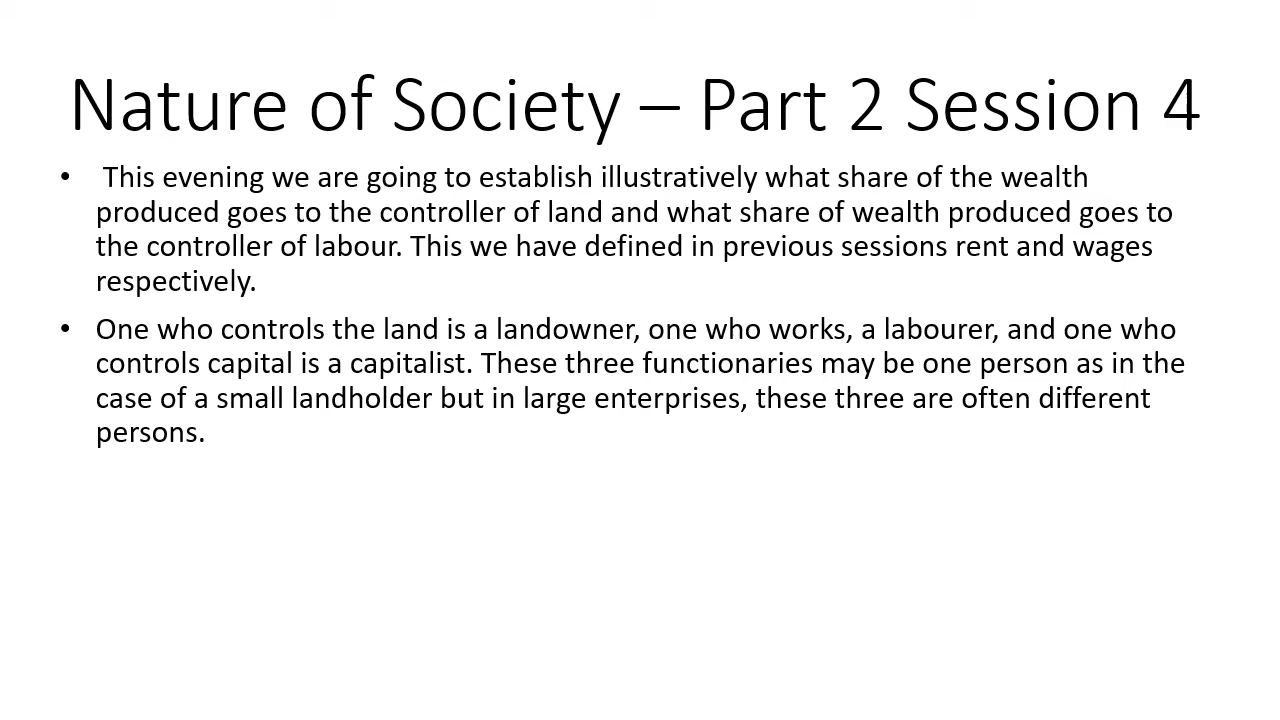 Nature of Society – Part 2 Session 4
• This evening we are going to establish illustratively what share of the wealth
produced goes to the controller of land and what share of wealth produced goes to
the controller of labour. This we have defined in previous sessions rent and wages
respectively.
• One who controls the land is a landowner, one who works, a labourer, and one who
controls capital is a capitalist. These three functionaries may be one person as in the
case of a small landholder but in large enterprises, these three are often different
persons.